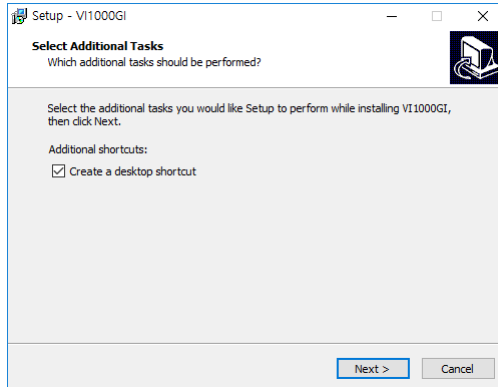 Setup - VI1000GI
Select Additional Tasks
Which additional tasks should be performed?
Select the additional tasks you would like Setup to perform while installing VI1000GI,
then click Next.
Additional shortcuts:
Create a desktop shortcut
Next >
Cancel